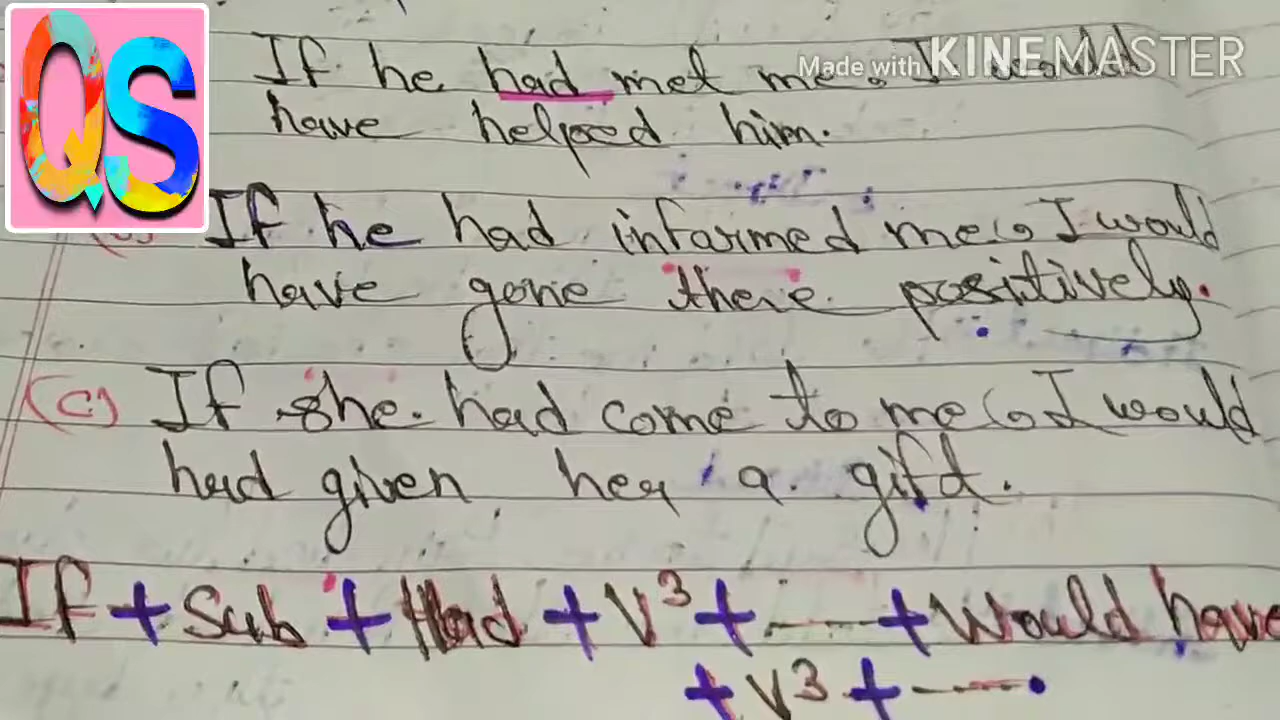 QS
Made with KINEMASTER
If he had met me, I would
have helped him.
(b) If he had informed me, I would
have gone there positively.
(c) If she had come to me, I would
had given her a gift.
If + Sub + Had + V³ + —— + Would have
+ V³ + ——.